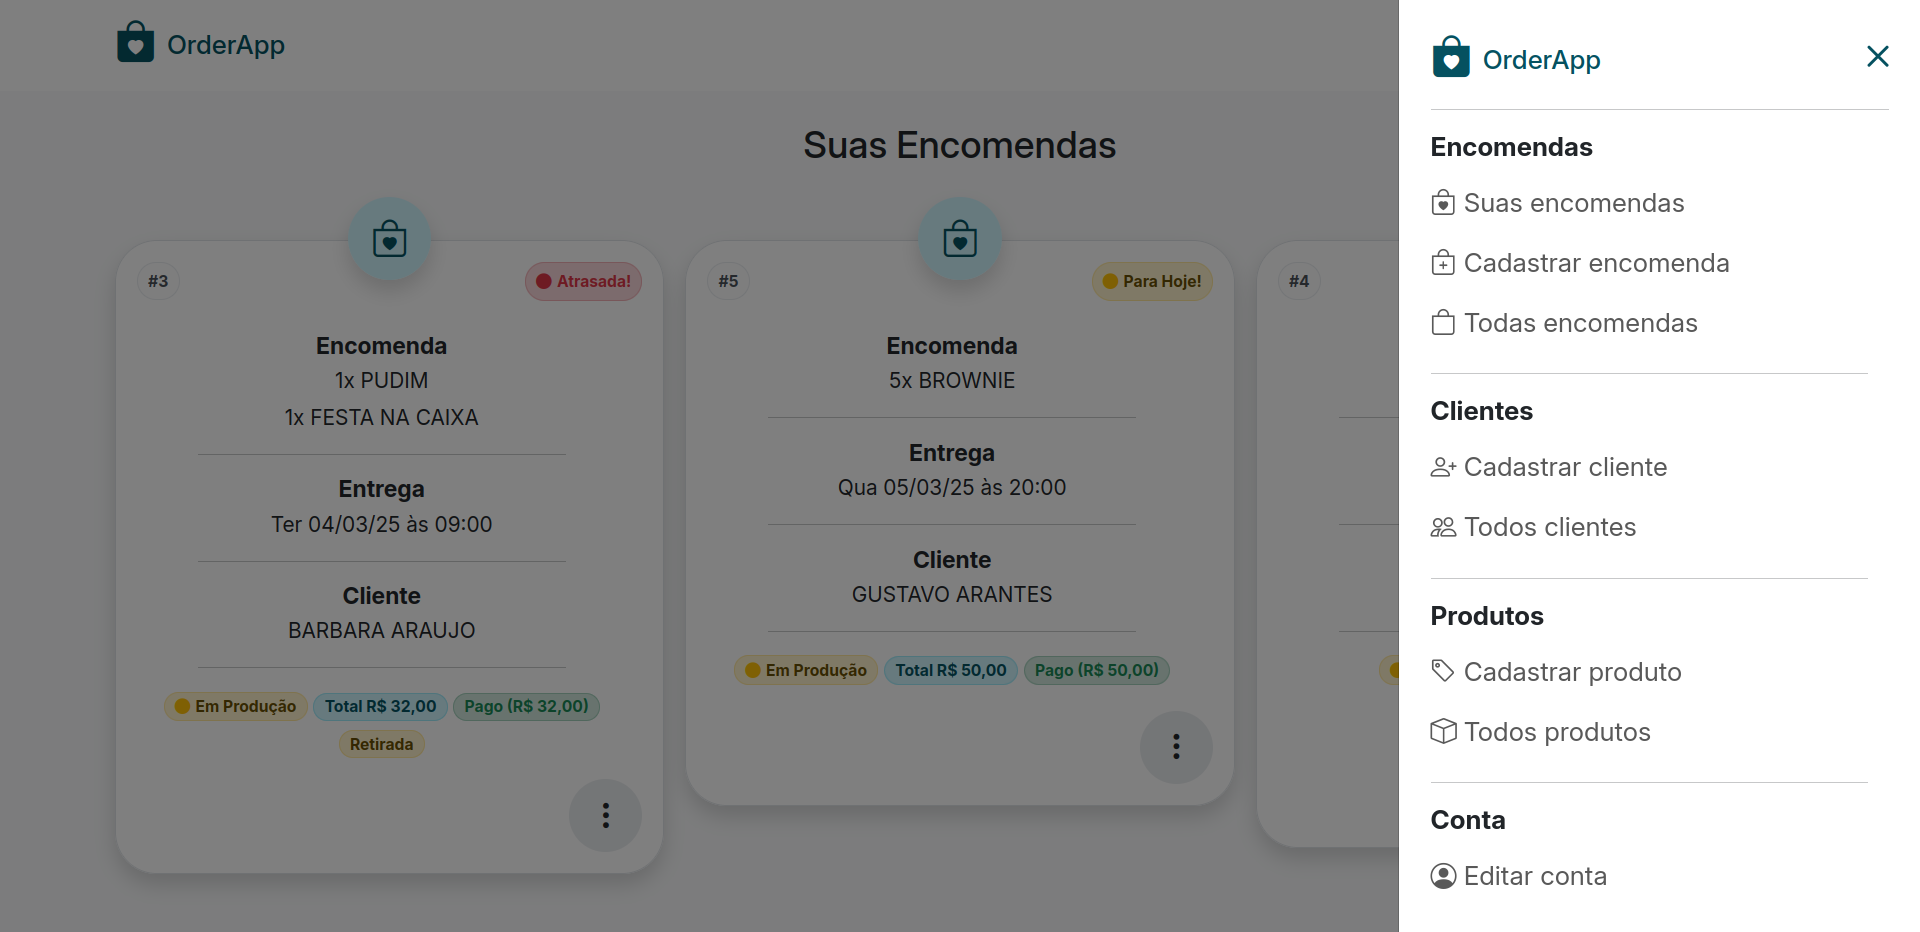 OrderApp
Suas Encomendas
#3
Atrasada!
Encomenda
1x PUDIM
1x FESTA NA CAIXA
Entrega
Ter 04/03/25 às 09:00
Cliente
BARBARA ARAUJO
Em Produção
Total R$ 32,00
Pago (R$ 32,00)
Retirada
#5
Para Hoje!
Encomenda
5x BROWNIE
Entrega
Qua 05/03/25 às 20:00
Cliente
GUSTAVO ARANTES
Em Produção
Total R$ 50,00
Pago (R$ 50,00)
#4
OrderApp
Encomendas
Suas encomendas
Cadastrar encomenda
Todas encomendas
Clientes
Cadastrar cliente
Todos clientes
Produtos
Cadastrar produto
Todos produtos
Conta
Editar conta